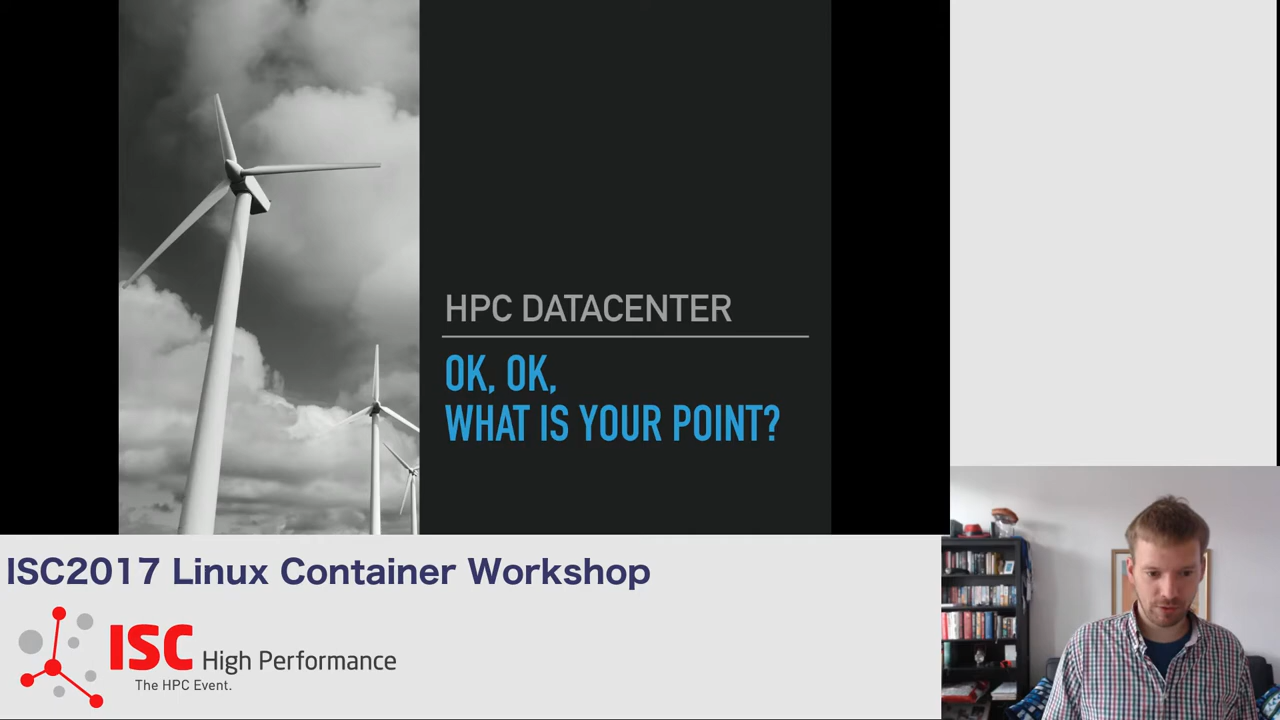 HPC DATACENTER
OK, OK,
WHAT IS YOUR POINT?
ISC2017 Linux Container Workshop
ISC High Performance
The HPC Event.